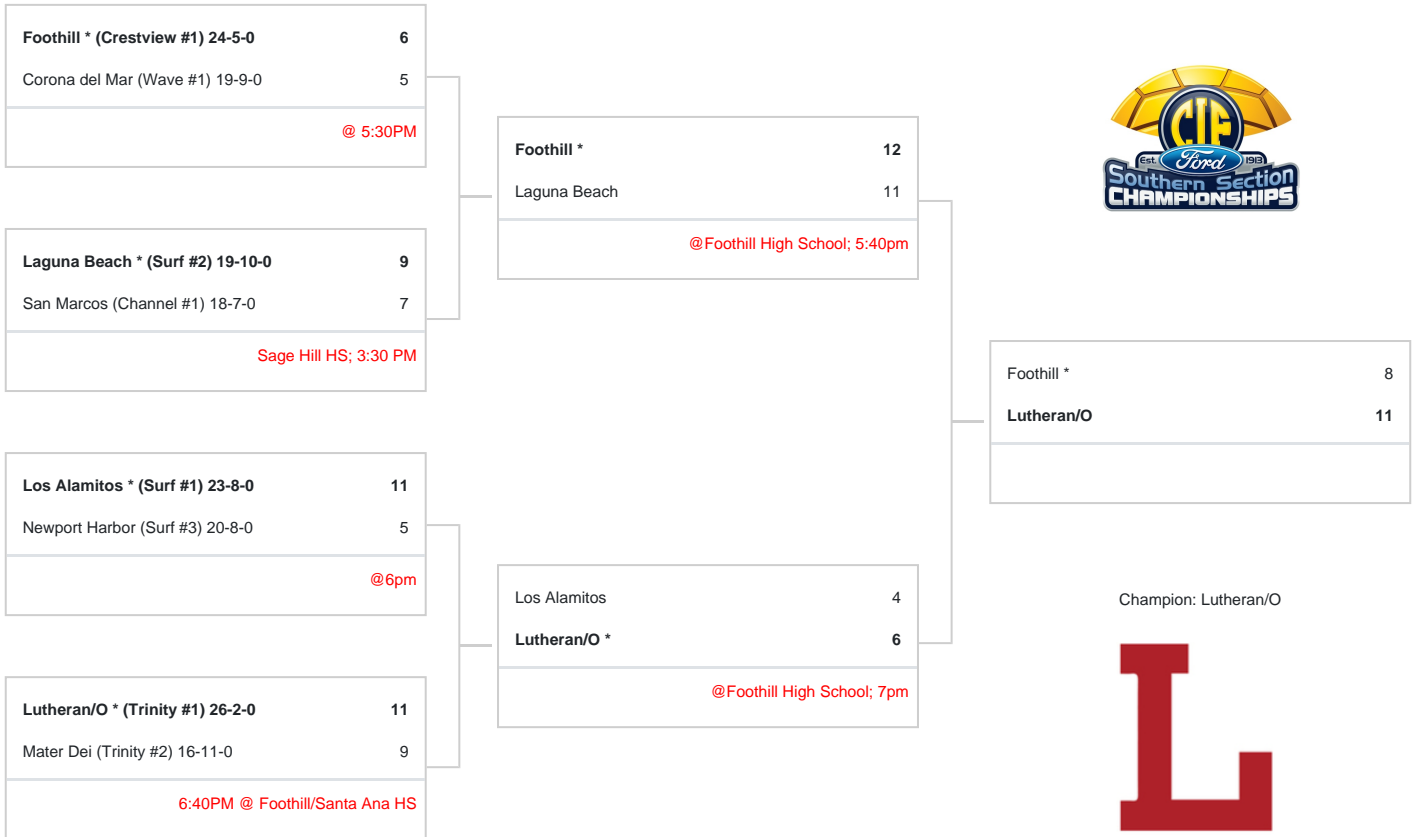 Foothill * (Crestview #1) 24-5-0 6
Corona del Mar (Wave #1) 19-9-0 5
@ 5:30PM
Laguna Beach * (Surf #2) 19-10-0 9
San Marcos (Channel #1) 18-7-0 7
Sage Hill HS; 3:30 PM
Los Alamitos * (Surf #1) 23-8-0 11
Newport Harbor (Surf #3) 20-8-0 5
@6pm
Lutheran/O * (Trinity #1) 26-2-0 11
Mater Dei (Trinity #2) 16-11-0 9
6:40PM @ Foothill/Santa Ana HS
Foothill * 12
Laguna Beach 11
@Foothill High School; 5:40pm
Los Alamitos 4
Lutheran/O * 6
@Foothill High School; 7pm
CIF
Est. Ford 1913
Southern Section
CHAMPIONSHIPS
Foothill * 8
Lutheran/O 11
Champion: Lutheran/O
L